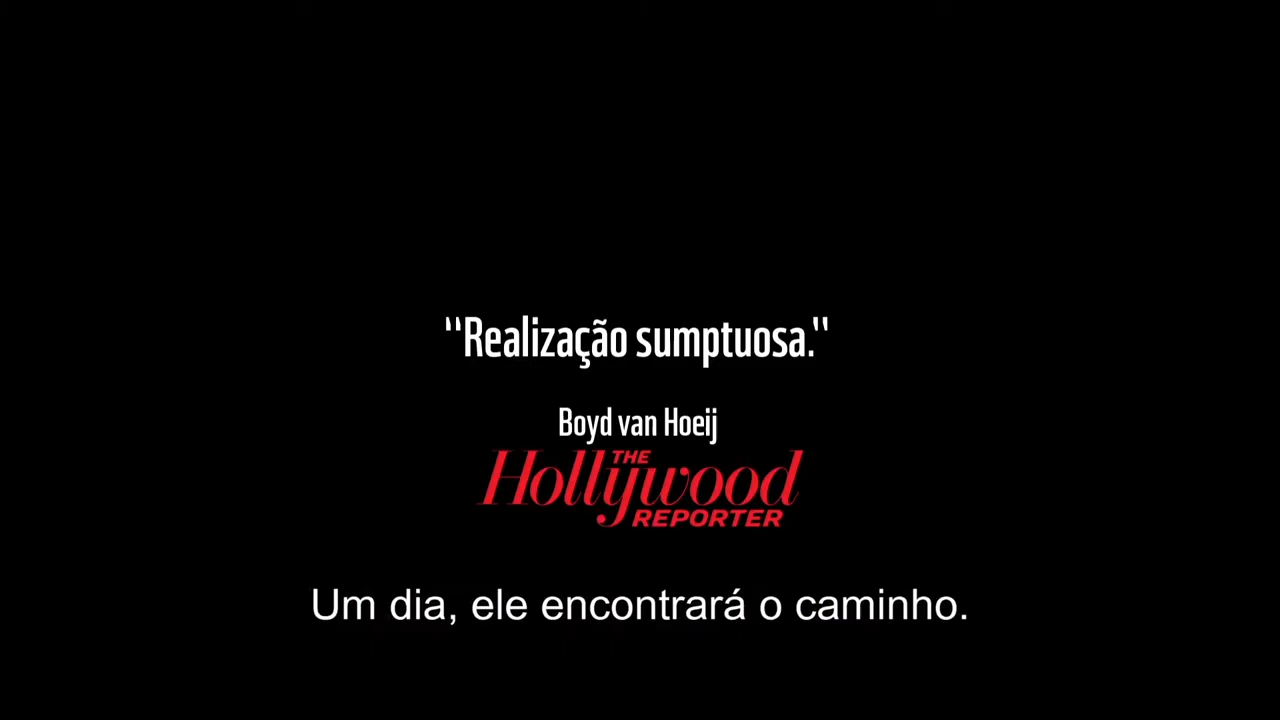 "Realização sumptuosa."
Boyd van Hoeij
THE
Hollywood
REPORTER
Um dia, ele encontrará o caminho.